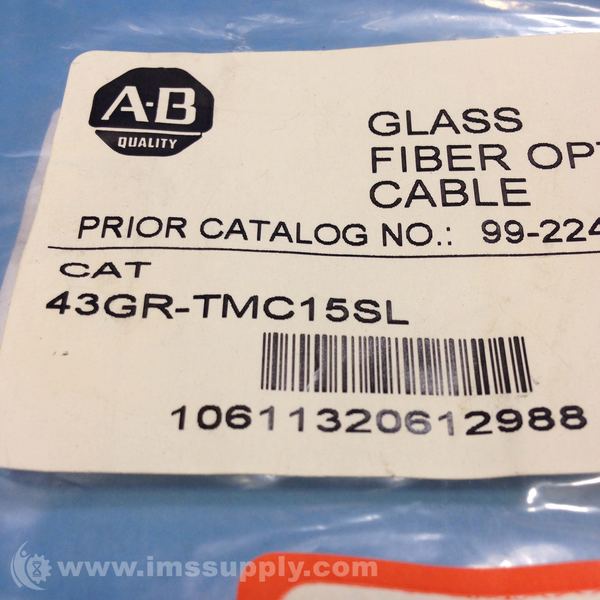 A-B
QUALITY
GLASS
FIBER OPT
CABLE
PRIOR CATALOG NO.: 99-224
CAT
43GR-TMC15SL
10611320612988
www.imssupply.com